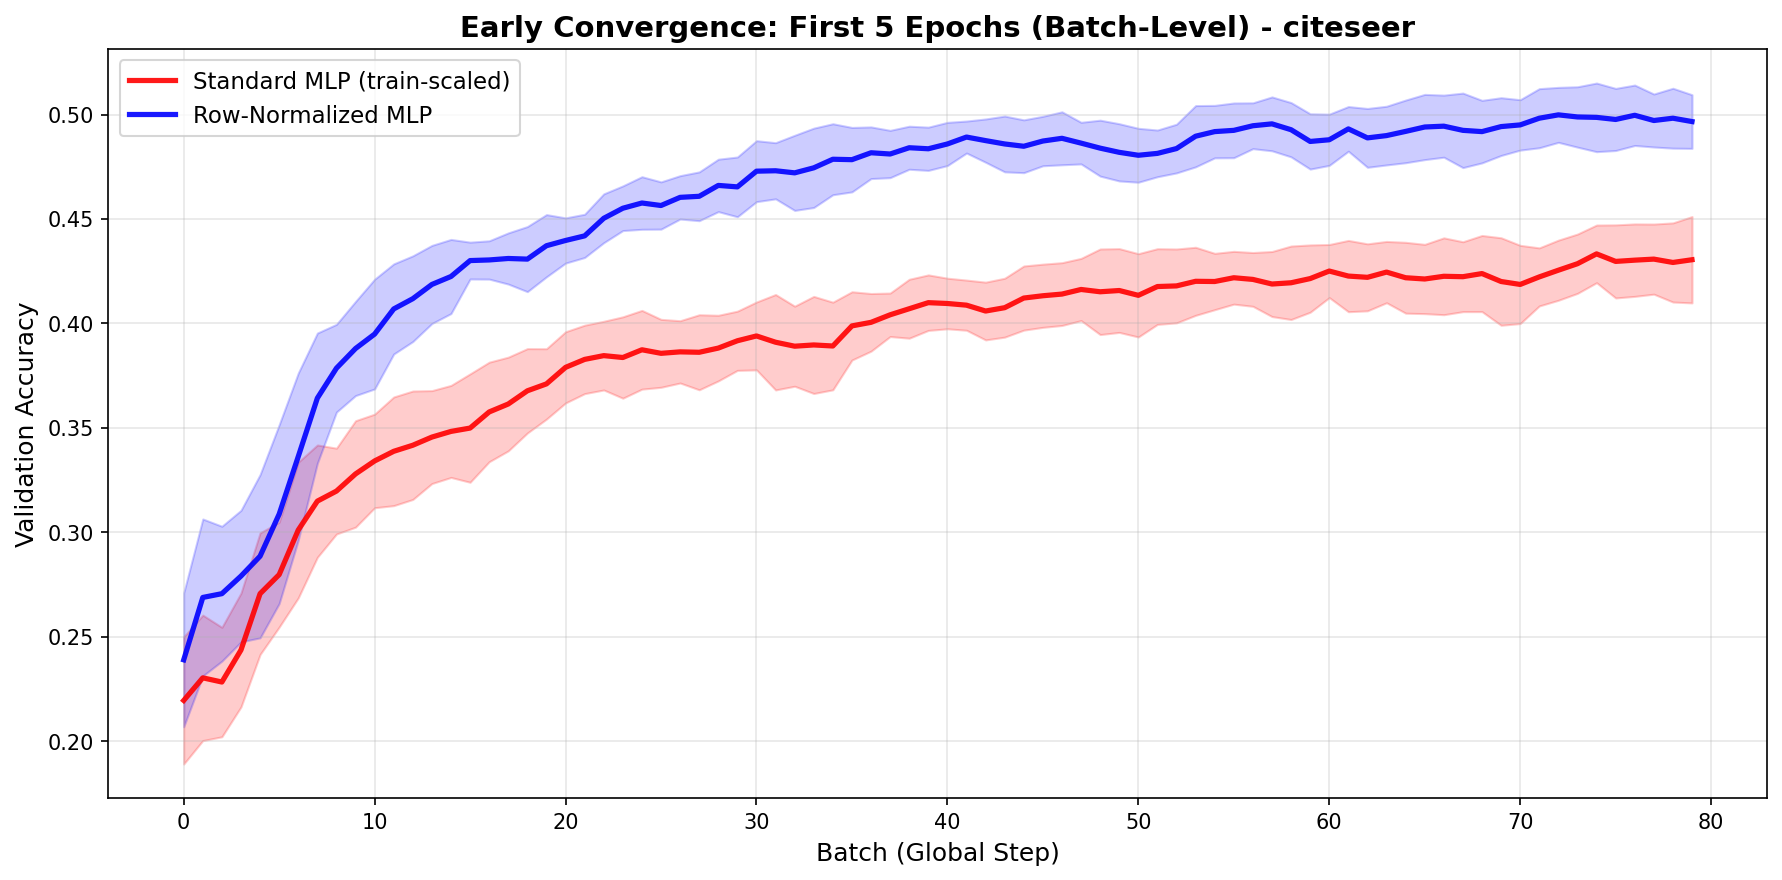 Early Convergence: First 5 Epochs (Batch-Level) - citeseer
Standard MLP (train-scaled)
Row-Normalized MLP
Validation Accuracy
0.50
0.45
0.40
0.35
0.30
0.25
0.20
0 10 20 30 40 50 60 70 80
Batch (Global Step)